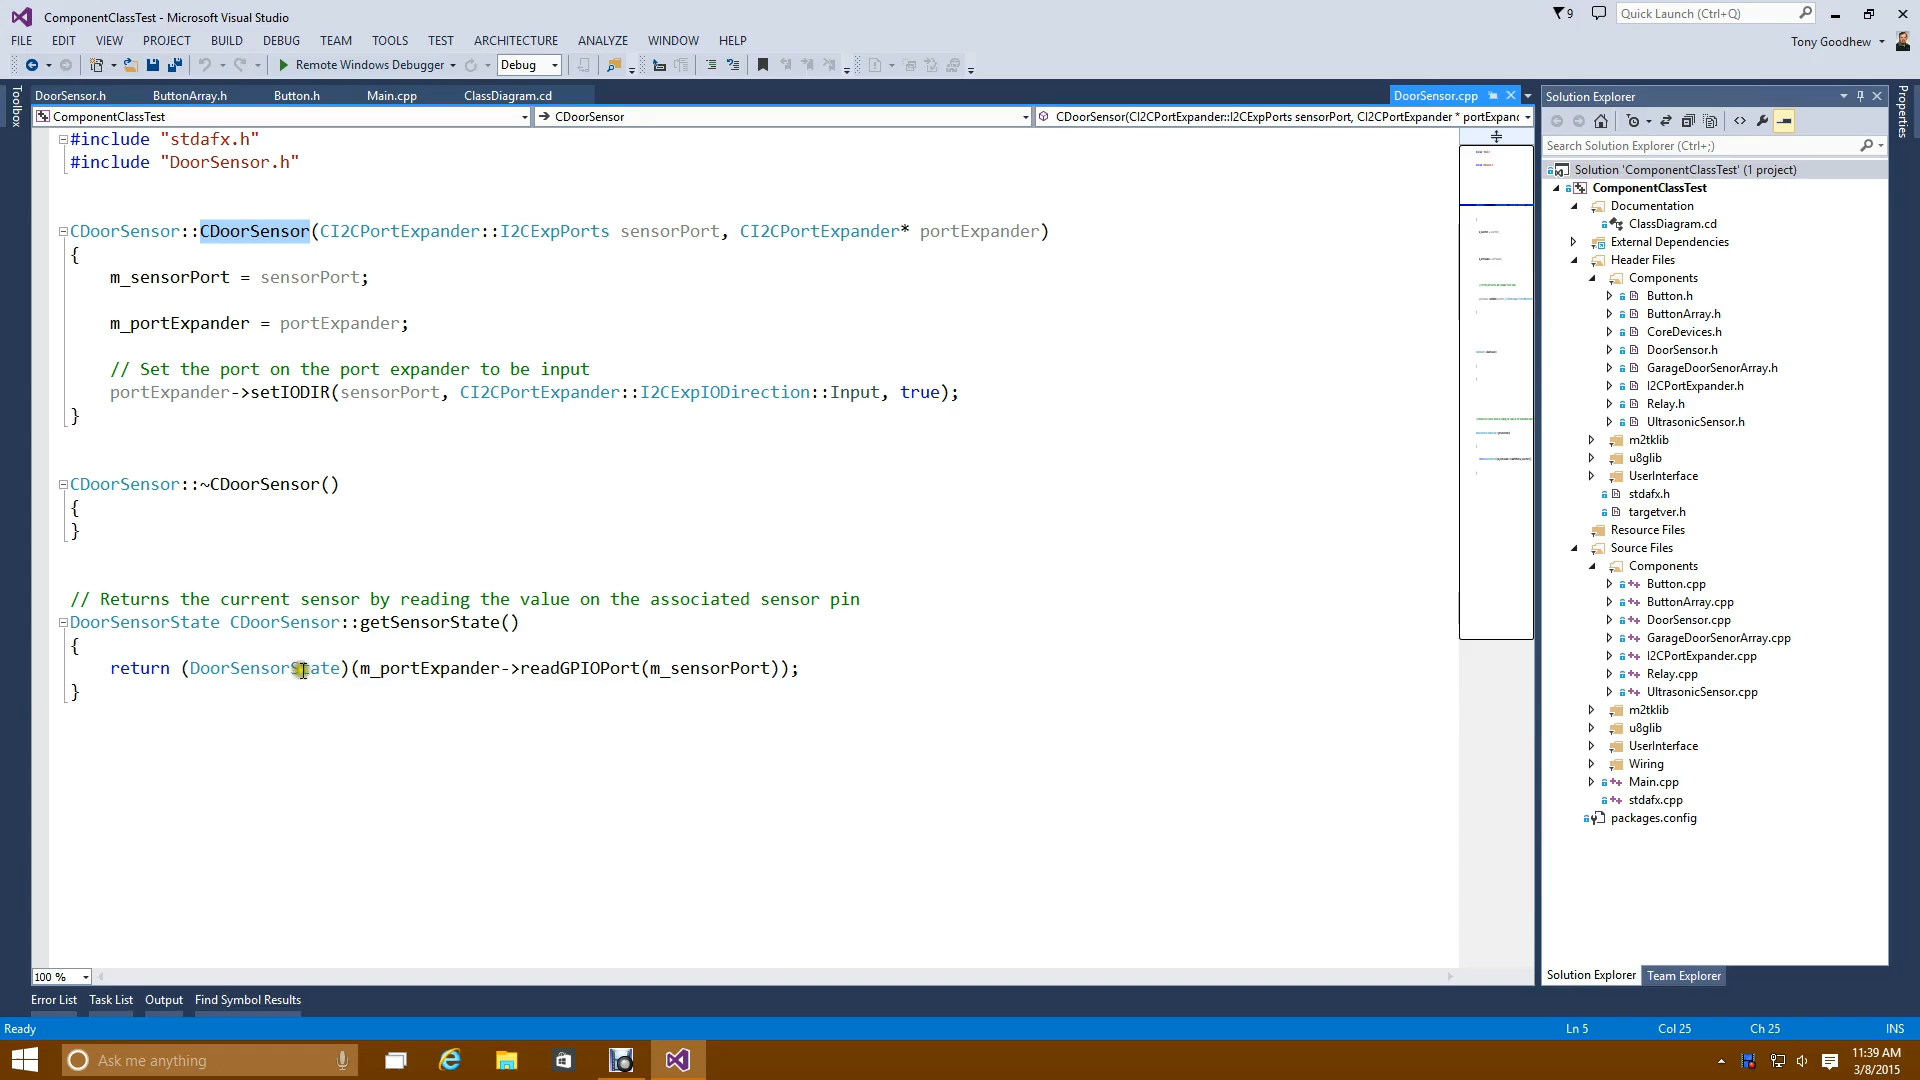 ComponentClassTest - Microsoft Visual Studio
9
Quick Launch (Ctrl+Q)
FILE EDIT VIEW PROJECT BUILD DEBUG TEAM TOOLS TEST ARCHITECTURE ANALYZE WINDOW HELP
Tony Goodhew
Remote Windows Debugger
Debug
Toolbox
DoorSensor.h ButtonArray.h Button.h Main.cpp ClassDiagram.cd DoorSensor.cpp
ComponentClassTest
CDoorSensor
CDoorSensor(CI2CPortExpander::I2CExpPorts sensorPort, CI2CPortExpander * portExpand
#include "stdafx.h"
#include "DoorSensor.h"
CDoorSensor::CDoorSensor(CI2CPortExpander::I2CExpPorts sensorPort, CI2CPortExpander* portExpander)
{
m_sensorPort = sensorPort;
m_portExpander = portExpander;
// Set the port on the port expander to be input
portExpander->setIODIR(sensorPort, CI2CPortExpander::I2CExpIODirection::Input, true);
}
CDoorSensor::~CDoorSensor()
{
}
// Returns the current sensor by reading the value on the associated sensor pin
DoorSensorState CDoorSensor::getSensorState()
{
return (DoorSensorState)(m_portExpander->readGPIOPort(m_sensorPort));
}
100 %
Solution Explorer
Search Solution Explorer (Ctrl+;)
Solution 'ComponentClassTest' (1 project)
ComponentClassTest
Documentation
ClassDiagram.cd
External Dependencies
Header Files
Components
Button.h
ButtonArray.h
CoreDevices.h
DoorSensor.h
GarageDoorSenorArray.h
I2CPortExpander.h
Relay.h
UltrasonicSensor.h
m2tklib
u8glib
UserInterface
stdafx.h
targetver.h
Resource Files
Source Files
Components
Button.cpp
ButtonArray.cpp
DoorSensor.cpp
GarageDoorSenorArray.cpp
I2CPortExpander.cpp
Relay.cpp
UltrasonicSensor.cpp
m2tklib
u8glib
UserInterface
Wiring
Main.cpp
stdafx.cpp
packages.config
Solution Explorer Team Explorer
Properties
Error List Task List Output Find Symbol Results
Ready
Ln 5 Col 25 Ch 25 INS
Ask me anything
11:39 AM
3/8/2015